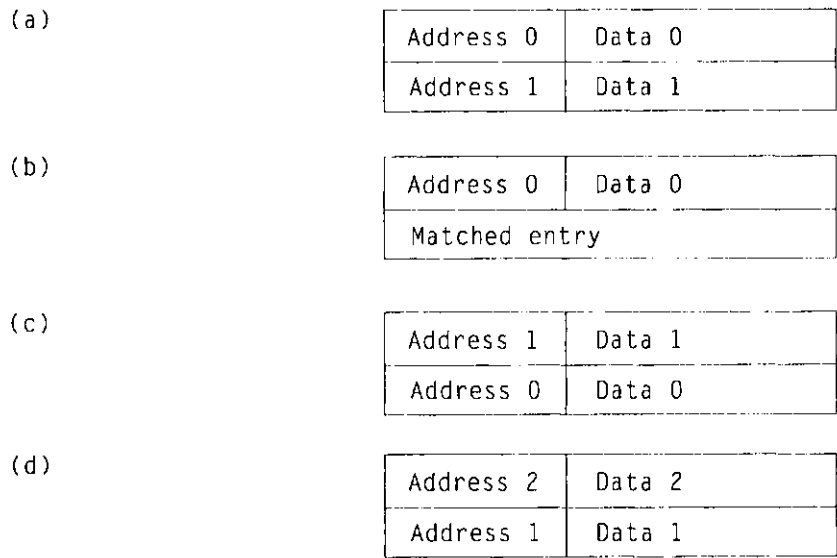 (a)
Address 0 Data 0
Address 1 Data 1
(b)
Address 0 Data 0
Matched entry
(c)
Address 1 Data 1
Address 0 Data 0
(d)
Address 2 Data 2
Address 1 Data 1